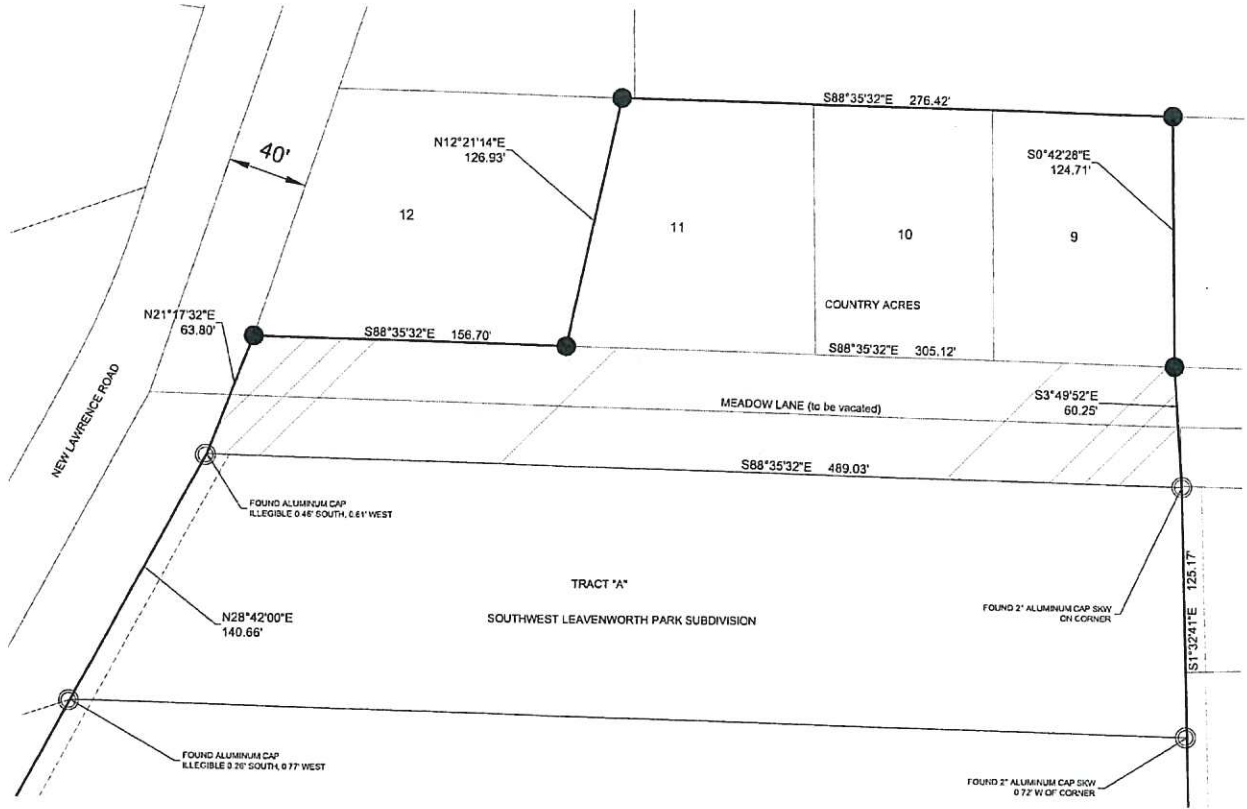 S88°35'32"E 276.42'
N12°21'14"E
126.93'
40'
S0°42'28"E
124.71'
12
11
10
9
COUNTRY ACRES
N21°17'32"E
63.80'
S88°35'32"E 156.70'
S88°35'32"E 305.12'
NEW LAWRENCE ROAD
MEADOW LANE (to be vacated)
S3°49'52"E
60.25'
S88°35'32"E 489.03'
FOUND ALUMINUM CAP
ILLEGIBLE 0.46' SOUTH, 0.61' WEST
TRACT "A"
SOUTHWEST LEAVENWORTH PARK SUBDIVISION
N28°42'00"E
140.66'
FOUND 2" ALUMINUM CAP SKW
ON CORNER
S1°32'41"E 125.17'
FOUND ALUMINUM CAP
ILLEGIBLE 0.26' SOUTH, 0.77' WEST
FOUND 2" ALUMINUM CAP SKW
0.72' W OF CORNER